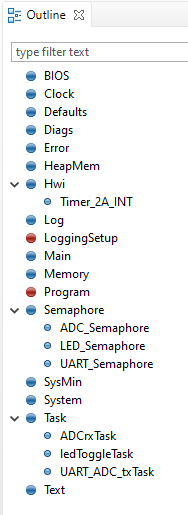 Outline
type filter text
BIOS
Clock
Defaults
Diags
Error
HeapMem
Hwi
Timer_2A_INT
Log
LoggingSetup
Main
Memory
Program
Semaphore
ADC_Semaphore
LED_Semaphore
UART_Semaphore
SysMin
System
Task
ADCrxTask
ledToggleTask
UART_ADC_txTask
Text